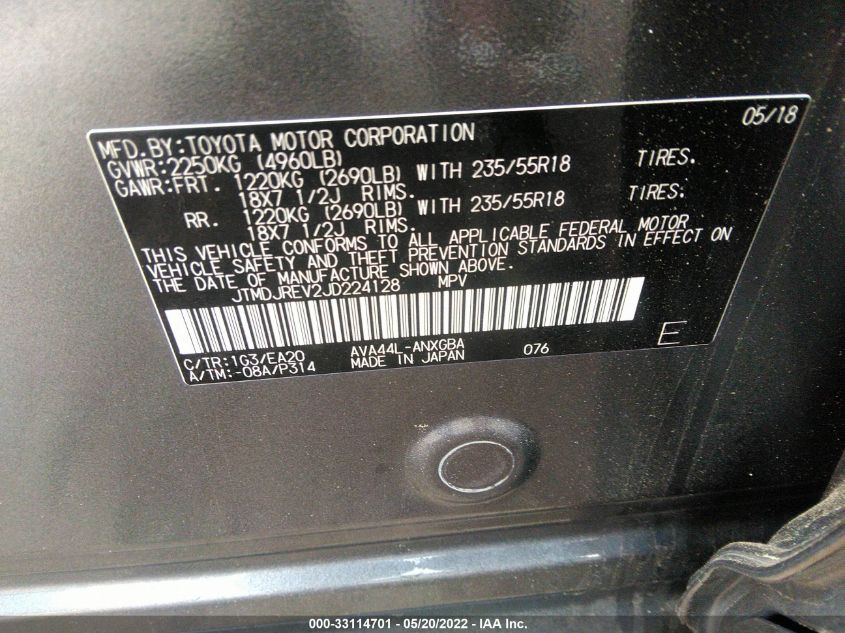 05/18
MFD.BY:TOYOTA MOTOR CORPORATION
GVWR:2250KG (4960LB)
GAWR:FRT. 1220KG (2690LB) WITH 235/55R18 TIRES.
18X7 1/2J RIMS.
RR. 1220KG (2690LB) WITH 235/55R18 TIRES.
18X7 1/2J RIMS.
THIS VEHICLE CONFORMS TO ALL APPLICABLE FEDERAL MOTOR
VEHICLE SAFETY AND THEFT PREVENTION STANDARDS IN EFFECT ON
THE DATE OF MANUFACTURE SHOWN ABOVE.
JTMDJREV2JD224128 MPV
E
C/TR:1G3/EA20 AVA44L-ANXGBA 076
A/TM:-08A/P314 MADE IN JAPAN
000-33114701 - 05/20/2022 - IAA Inc.